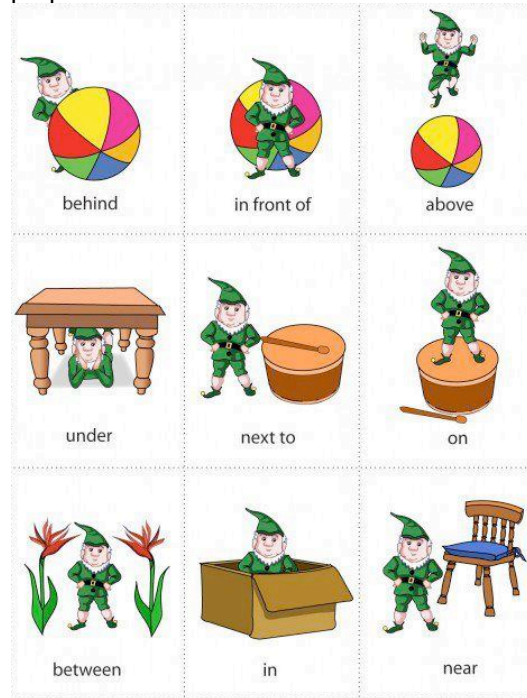 behind
in front of
above
under
next to
on
between
in
near